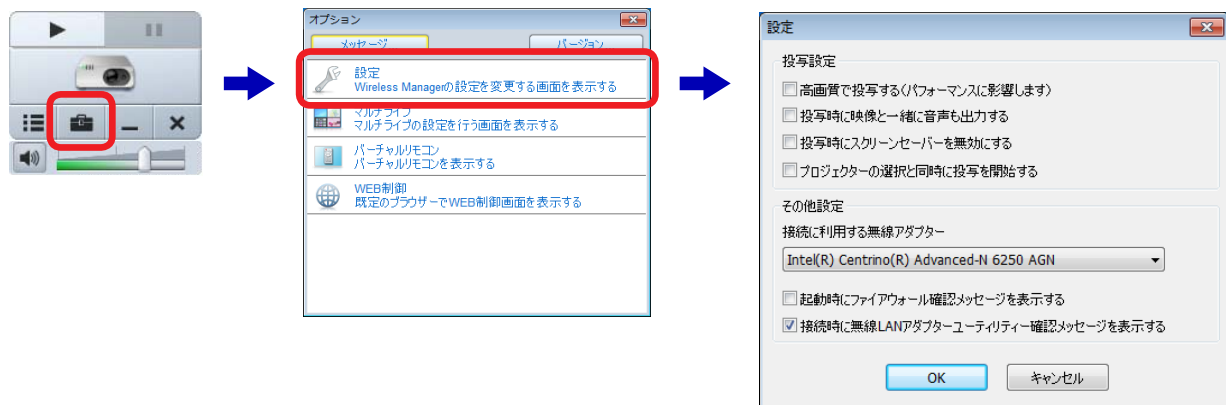 オプション
メッセージ
バージョン
設定
Wireless Managerの設定を変更する画面を表示する
マルチライブ
マルチライブの設定を行う画面を表示する
バーチャルリモコン
バーチャルリモコンを表示する
WEB制御
既定のブラウザーでWEB制御画面を表示する
設定
投写設定
高画質で投写する(パフォーマンスに影響します)
投写時に映像と一緒に音声も出力する
投写時にスクリーンセーバーを無効にする
プロジェクターの選択と同時に投写を開始する
その他設定
接続に利用する無線アダプター
Intel(R) Centrino(R) Advanced-N 6250 AGN
起動時にファイアウォール確認メッセージを表示する
接続時に無線LANアダプターユーティリティー確認メッセージを表示する
OK
キャンセル